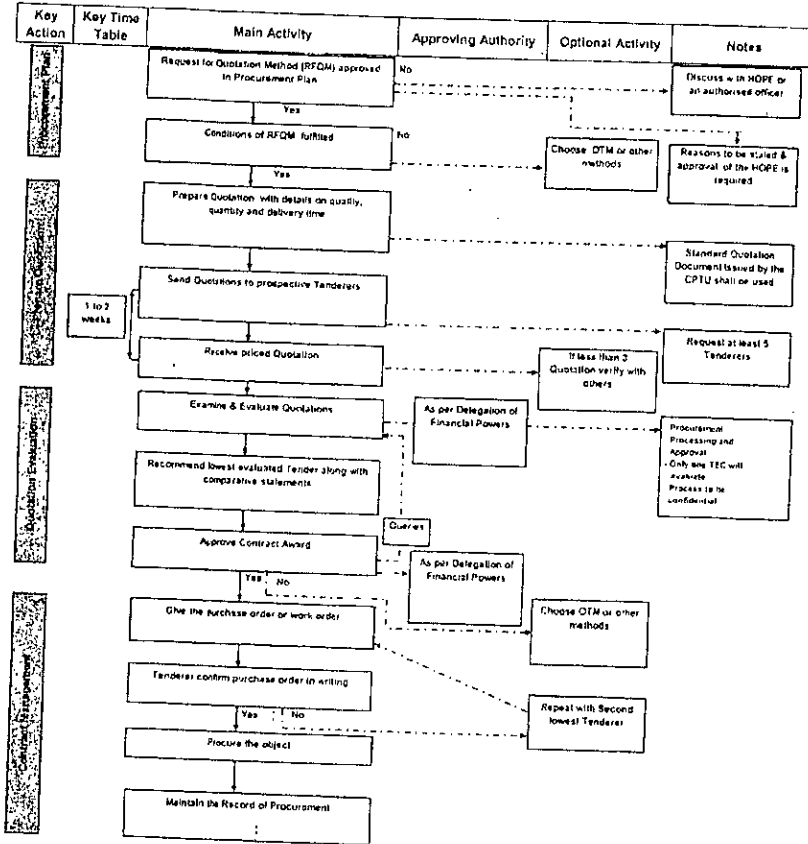 Key
Action
Key Time
Table
Main Activity
Approving Authority
Optional Activity
Notes
Procurement Plan
Request for Quotation Method (RFQM) approved
in Procurement Plan
No
Discuss with HOPE or
an authorised officer
Yes
Conditions of RFQM fulfilled
No
Choose OTM or other
methods
Reasons to be stated &
approval of the HOPE is
required
Yes
Prepare Quotation with details on quality,
quantity and delivery time
Standard Quotation
Document issued by the
CPTU shall be used
Send Quotations to prospective Tenderers
1 to 2
weeks
Request at least 5
Tenderers
Receive priced Quotation
If less than 3
Quotation verify with
others
Quotation Evaluation
Examine & Evaluate Quotations
As per Delegation of
Financial Powers
Procurement
Processing and
Approval
- Only one TEC will
evaluate
Process to be
confidential
Recommend lowest evaluated Tender along with
comparative statements
Queries
Approve Contract Award
As per Delegation of
Financial Powers
Yes
No
Contract Management
Give the purchase order or work order
Choose OTM or other
methods
Tenderer confirm purchase order in writing
Repeat with Second
lowest Tenderer
Yes
No
Procure the object
Maintain the Record of Procurement